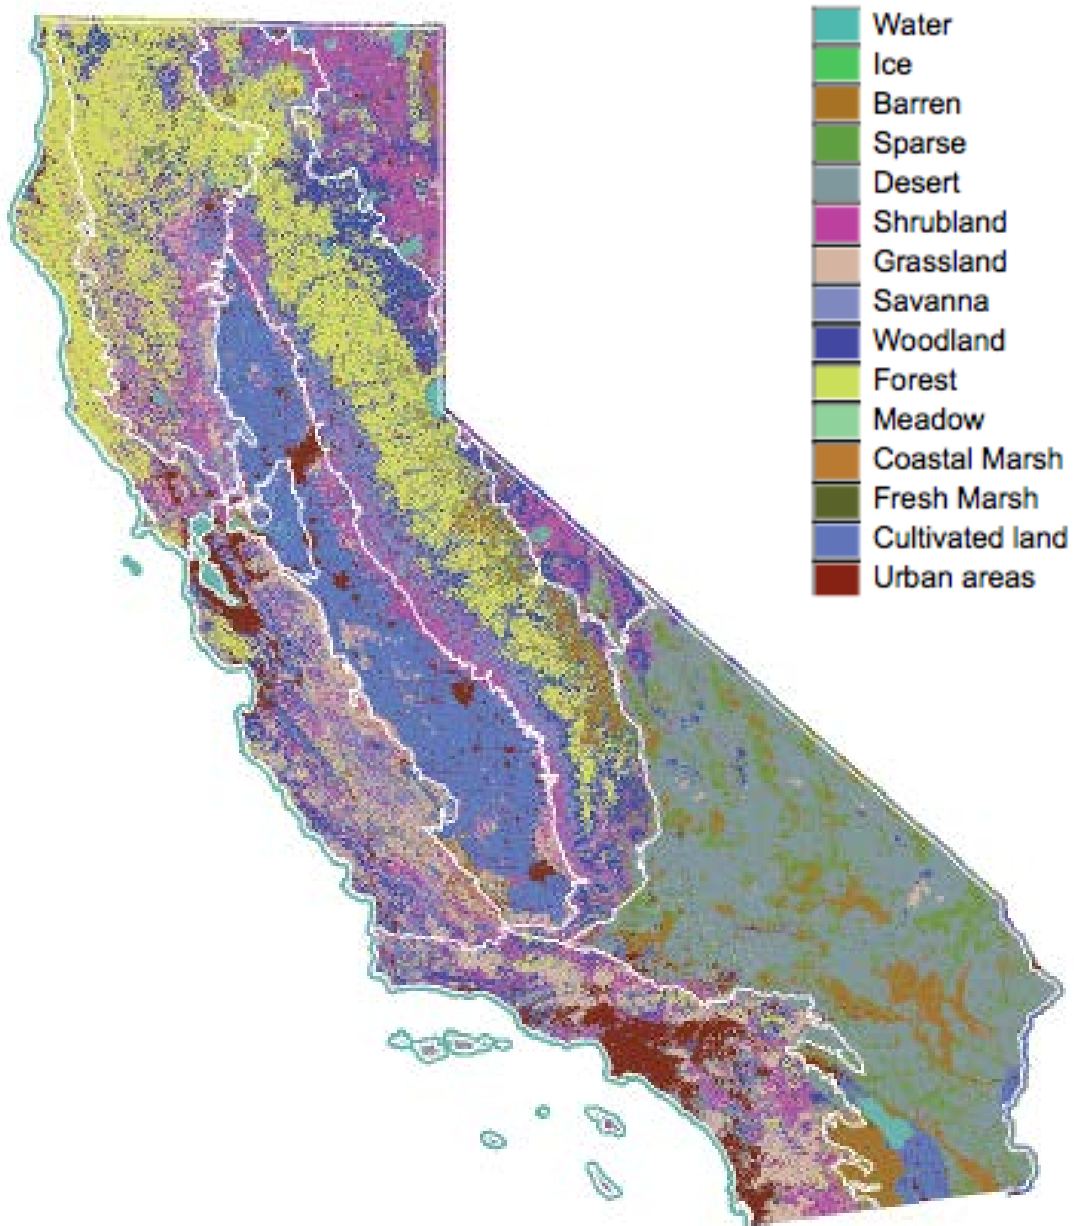 Water
Ice
Barren
Sparse
Desert
Shrubland
Grassland
Savanna
Woodland
Forest
Meadow
Coastal Marsh
Fresh Marsh
Cultivated land
Urban areas